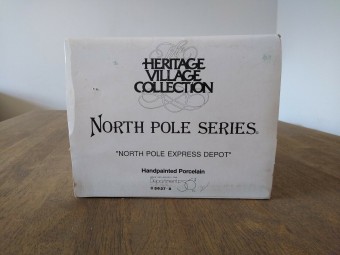 HERITAGE
VILLAGE
COLLECTION
NORTH POLE SERIES®
"NORTH POLE EXPRESS DEPOT"
Handpainted Porcelain